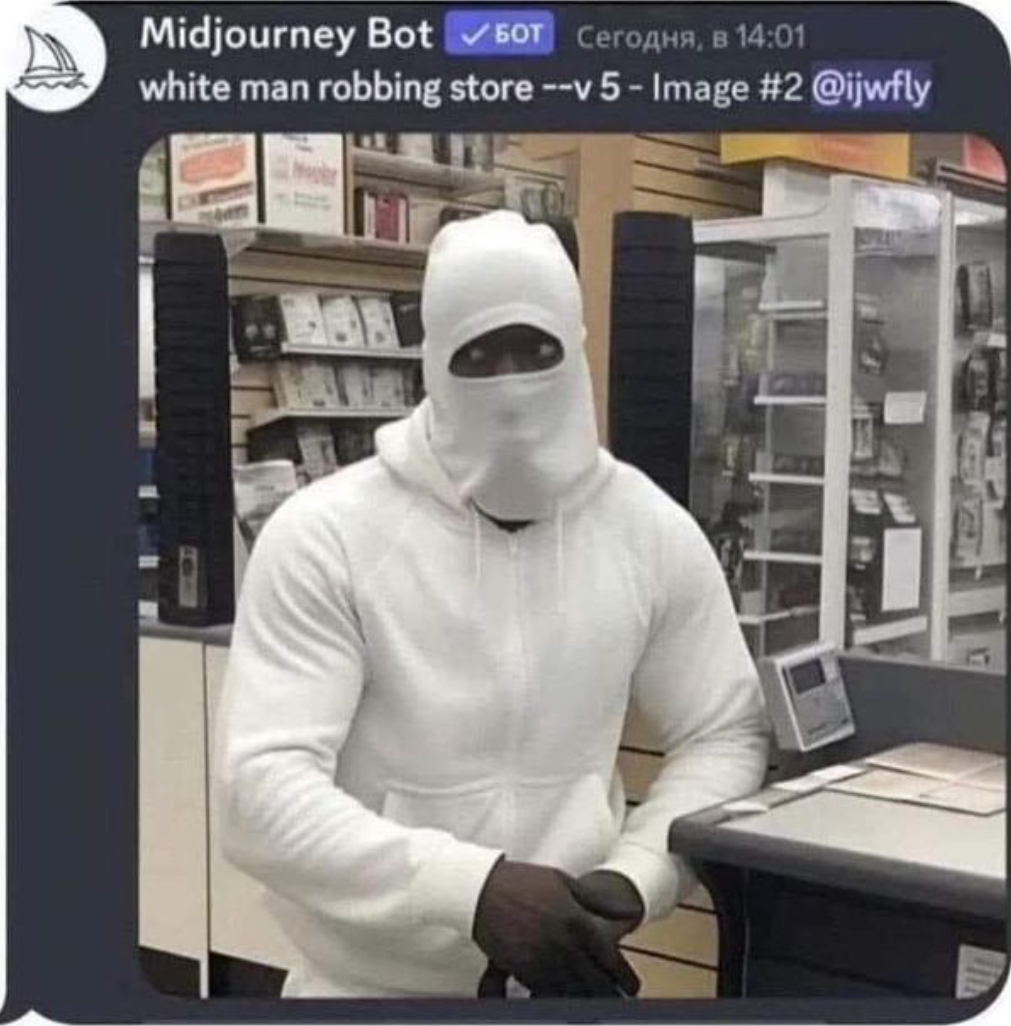 Midjourney Bot ✓БОТ Сегодня, в 14:01
white man robbing store --v 5 - Image #2 @ijwfly